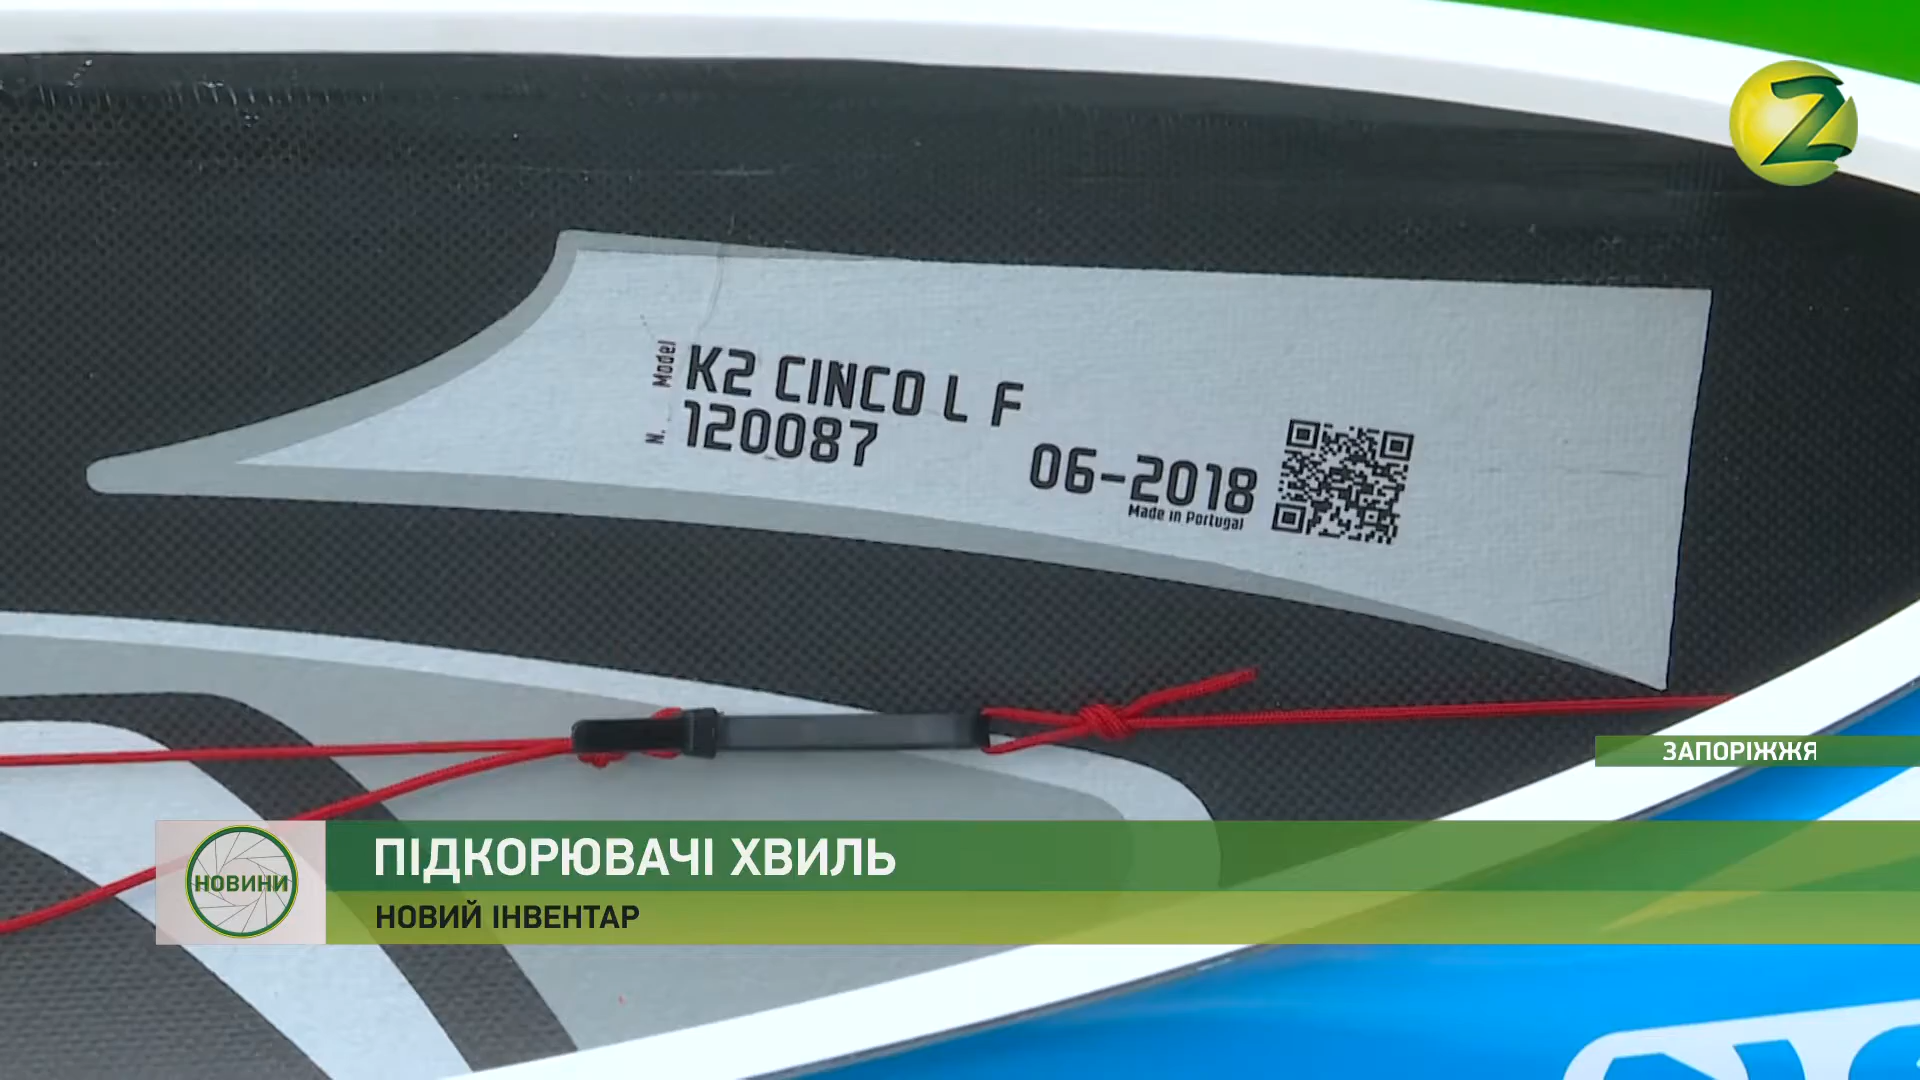 Z
Model K2 CINCO L F
N. 120087
06-2018
Made in Portugal
ЗАПОРІЖЖЯ
НОВИНИ
ПІДКОРЮВАЧІ ХВИЛЬ
НОВИЙ ІНВЕНТАР